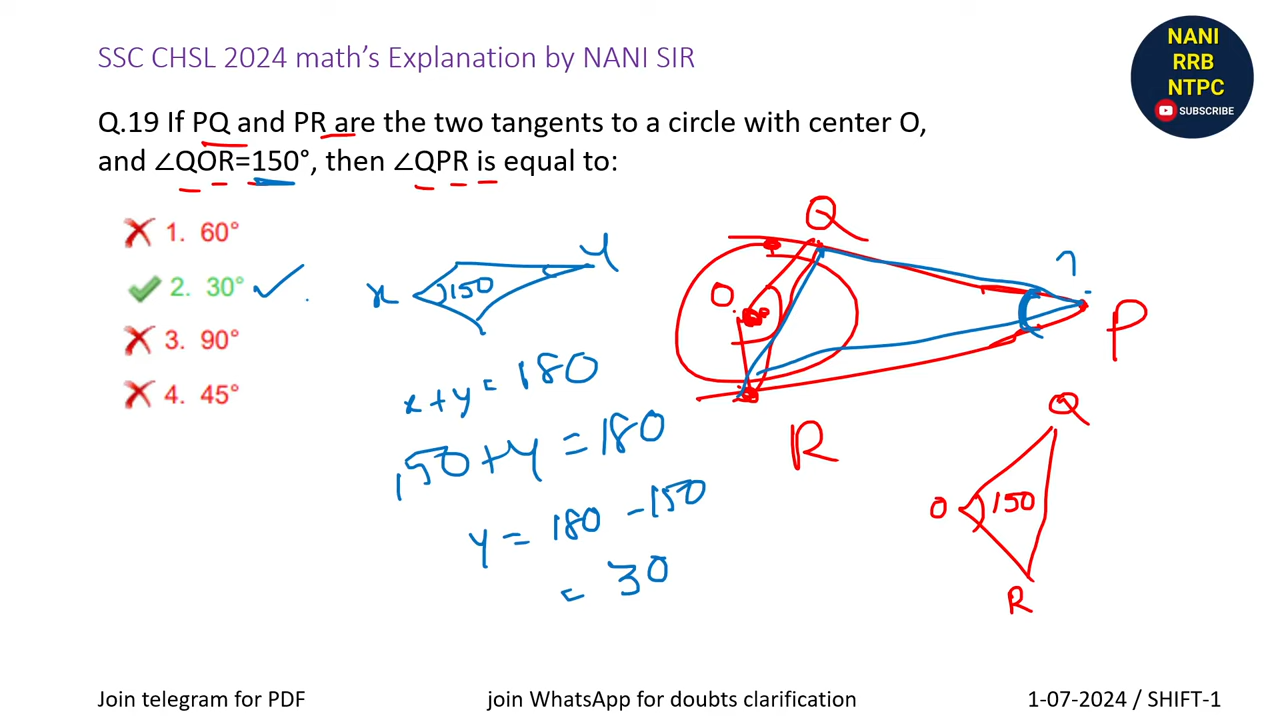 SSC CHSL 2024 math’s Explanation by NANI SIR
NANI
RRB
NTPC
SUBSCRIBE
Q.19 If PQ and PR are the two tangents to a circle with center O,
and ∠QOR=150°, then ∠QPR is equal to:
1. 60°
2. 30°
3. 90°
4. 45°
x 150 y
x+y = 180
150+y = 180
y = 180 -150
= 30
Q
O
?
P
R
Q
O 150
R
Join telegram for PDF
join WhatsApp for doubts clarification
1-07-2024 / SHIFT-1